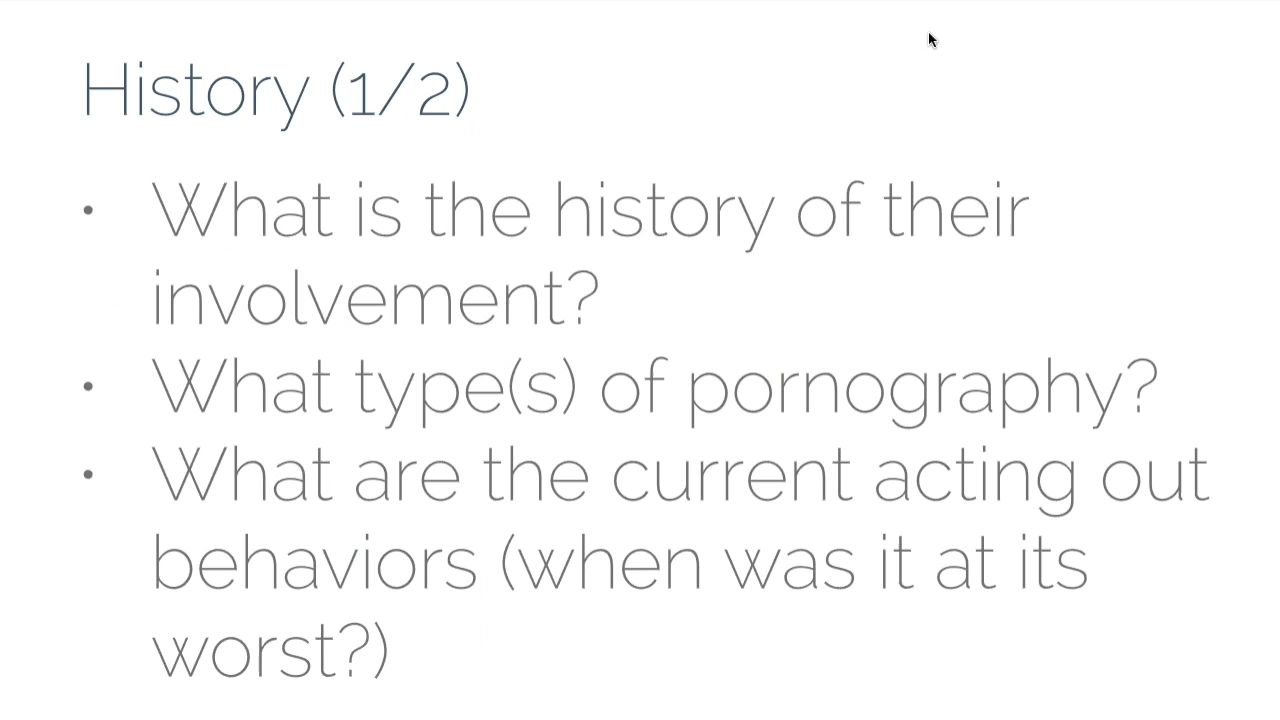 History (1/2)
• What is the history of their
involvement?
• What type(s) of pornography?
• What are the current acting out
behaviors (when was it at its
worst?)